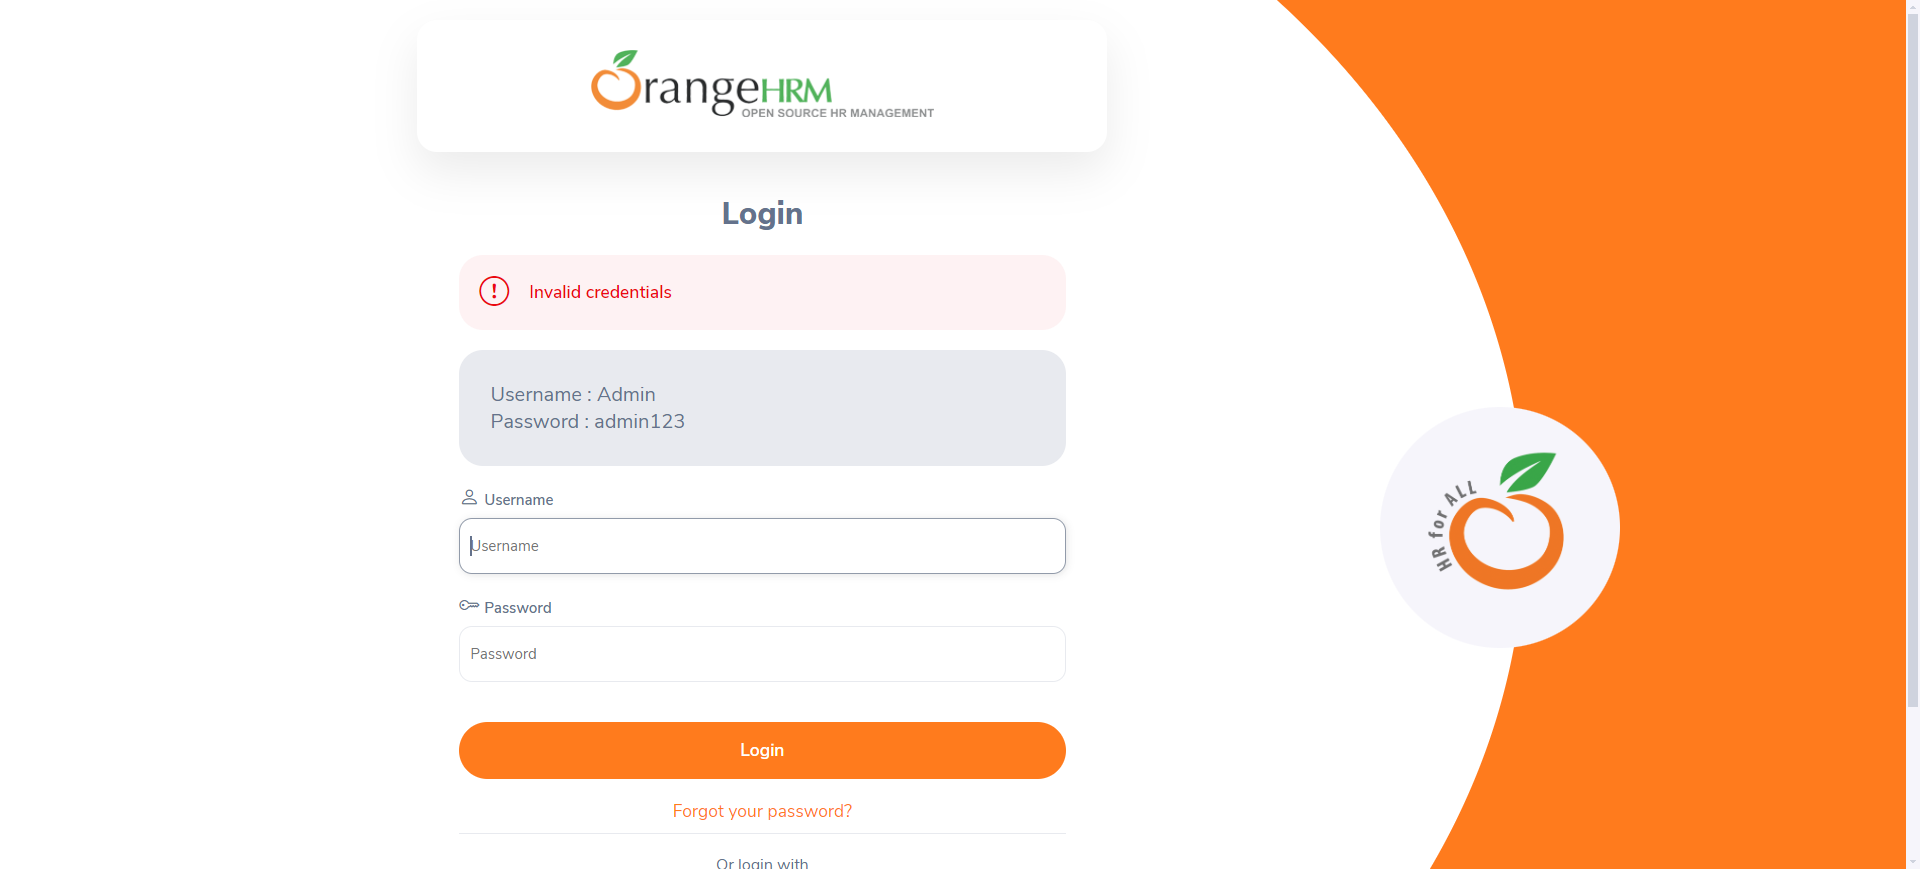 OrangeHRM
OPEN SOURCE HR MANAGEMENT
Login
Invalid credentials
Username : Admin
Password : admin123
Username
Username
Password
Password
Login
Forgot your password?
Or login with
HR for ALL